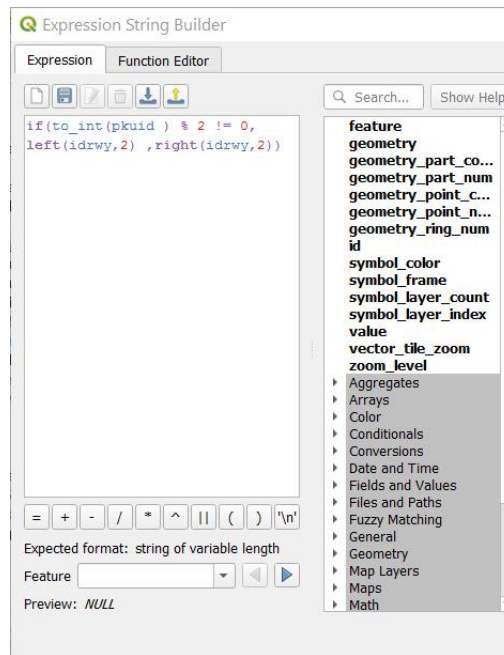 Expression String Builder
Expression
Function Editor
if(to_int(pkuid ) % 2 != 0,
left(idrwy,2) ,right(idrwy,2))
= + - / * ^ || ( ) '\n'
Expected format: string of variable length
Feature
Preview: NULL
Search...
Show Help
feature
geometry
geometry_part_co...
geometry_part_num
geometry_point_c...
geometry_point_n...
geometry_ring_num
id
symbol_color
symbol_frame
symbol_layer_count
symbol_layer_index
value
vector_tile_zoom
zoom_level
Aggregates
Arrays
Color
Conditionals
Conversions
Date and Time
Fields and Values
Files and Paths
Fuzzy Matching
General
Geometry
Map Layers
Maps
Math